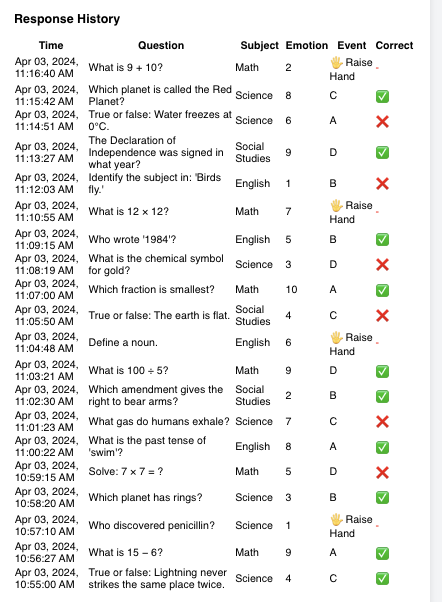 Response History
Time Question Subject Emotion Event Correct
Apr 03, 2024, 11:16:40 AM What is 9 + 10? Math 2 🖐 Raise Hand -
Apr 03, 2024, 11:15:42 AM Which planet is called the Red Planet? Science 8 C ✅
Apr 03, 2024, 11:14:51 AM True or false: Water freezes at 0°C. Science 6 A ❌
Apr 03, 2024, 11:13:27 AM The Declaration of Independence was signed in what year? Social Studies 9 D ✅
Apr 03, 2024, 11:12:03 AM Identify the subject in: 'Birds fly.' English 1 B ❌
Apr 03, 2024, 11:10:55 AM What is 12 × 12? Math 7 🖐 Raise Hand -
Apr 03, 2024, 11:09:15 AM Who wrote '1984'? English 5 B ✅
Apr 03, 2024, 11:08:19 AM What is the chemical symbol for gold? Science 3 D ❌
Apr 03, 2024, 11:07:00 AM Which fraction is smallest? Math 10 A ✅
Apr 03, 2024, 11:05:50 AM True or false: The earth is flat. Social Studies 4 C ❌
Apr 03, 2024, 11:04:48 AM Define a noun. English 6 🖐 Raise Hand -
Apr 03, 2024, 11:03:21 AM What is 100 ÷ 5? Math 9 D ✅
Apr 03, 2024, 11:02:30 AM Which amendment gives the right to bear arms? Social Studies 2 B ✅
Apr 03, 2024, 11:01:23 AM What gas do humans exhale? Science 7 C ❌
Apr 03, 2024, 11:00:22 AM What is the past tense of 'swim'? English 8 A ✅
Apr 03, 2024, 10:59:15 AM Solve: 7 × 7 = ? Math 5 D ❌
Apr 03, 2024, 10:58:20 AM Which planet has rings? Science 3 B ✅
Apr 03, 2024, 10:57:10 AM Who discovered penicillin? Science 1 🖐 Raise Hand -
Apr 03, 2024, 10:56:27 AM What is 15 − 6? Math 9 A ✅
Apr 03, 2024, 10:55:00 AM True or false: Lightning never strikes the same place twice. Science 4 C ✅